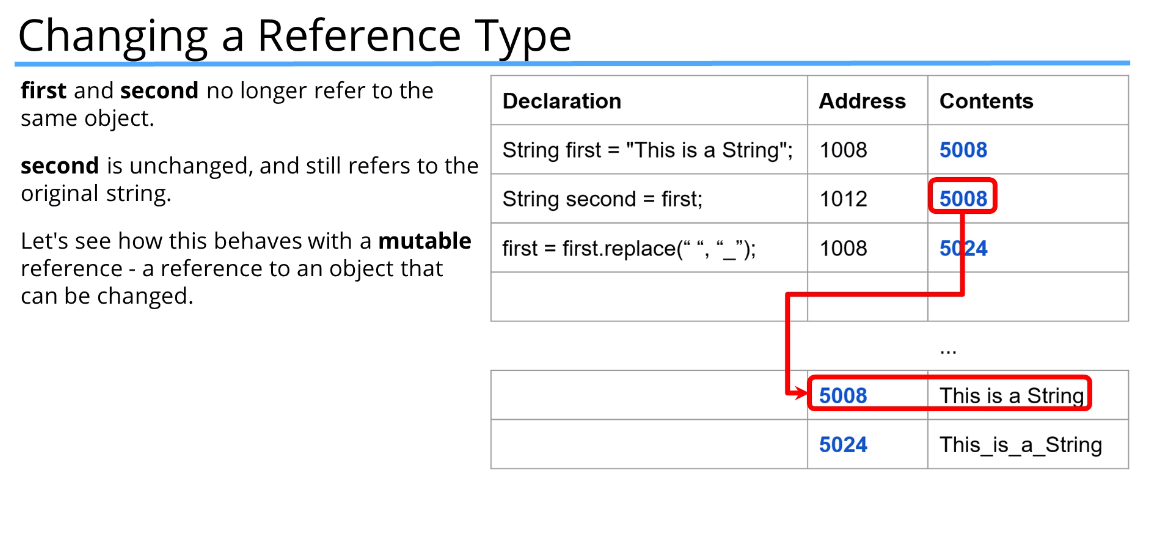 Changing a Reference Type
first and second no longer refer to the
same object.
second is unchanged, and still refers to the
original string.
Let's see how this behaves with a mutable
reference - a reference to an object that
can be changed.
Declaration Address Contents
String first = "This is a String"; 1008 5008
String second = first; 1012 5008
first = first.replace(“ “, “_”); 1008 5024
...
5008 This is a String
5024 This_is_a_String